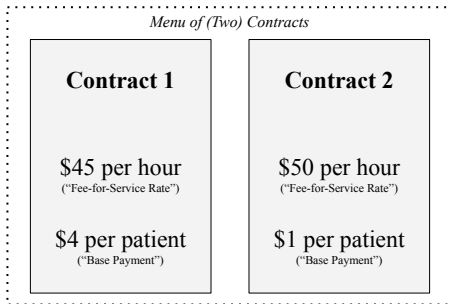 Menu of (Two) Contracts
Contract 1
$45 per hour
(“Fee-for-Service Rate”)
$4 per patient
(“Base Payment”)
Contract 2
$50 per hour
(“Fee-for-Service Rate”)
$1 per patient
(“Base Payment”)